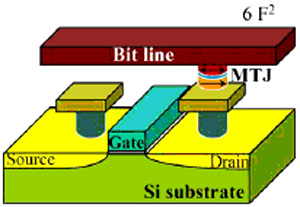 6 F²
Bit line
MTJ
Gate
Source
Drain
Si substrate